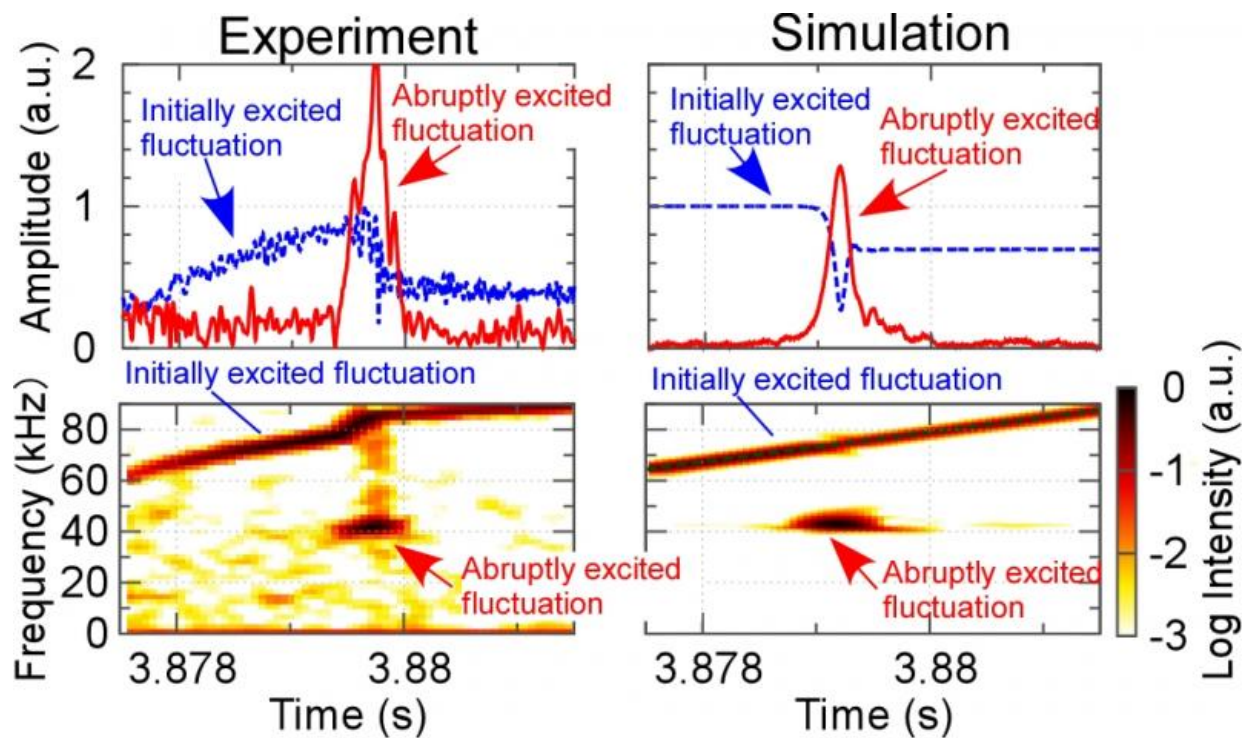 Experiment
Simulation
Amplitude (a.u.)
2
1
0
Initially excited
fluctuation
Abruptly excited
fluctuation
Initially excited
fluctuation
Abruptly excited
fluctuation
Frequency (kHz)
80
60
40
20
0
Initially excited fluctuation
Abruptly excited
fluctuation
3.878
3.88
Time (s)
Initially excited fluctuation
Abruptly excited
fluctuation
3.878
3.88
Time (s)
0
-1
-2
-3
Log Intensity (a.u.)